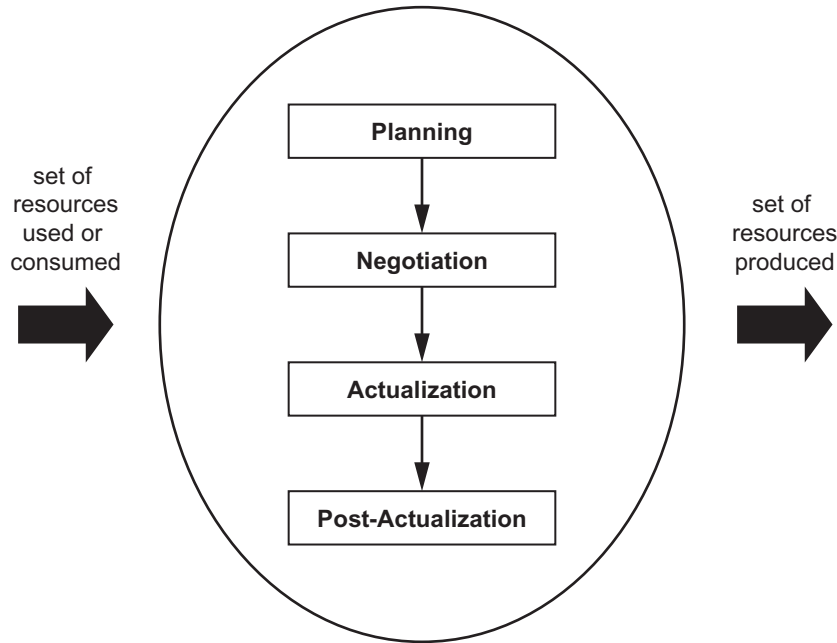 Planning
set of
resources
used or
consumed
Negotiation
set of
resources
produced
Actualization
Post-Actualization